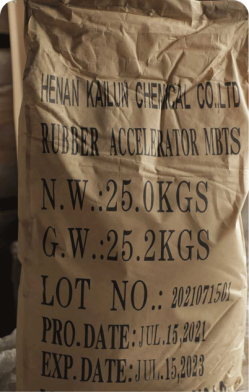 HENAN KAILUN CHEMICAL CO.,LTD
RUBBER ACCELERATOR MBTS
N.W.:25.0KGS
G.W.:25.2KGS
LOT NO.: 2021071501
PRO.DATE:JUL.15,2021
EXP.DATE:JUL.15,2023